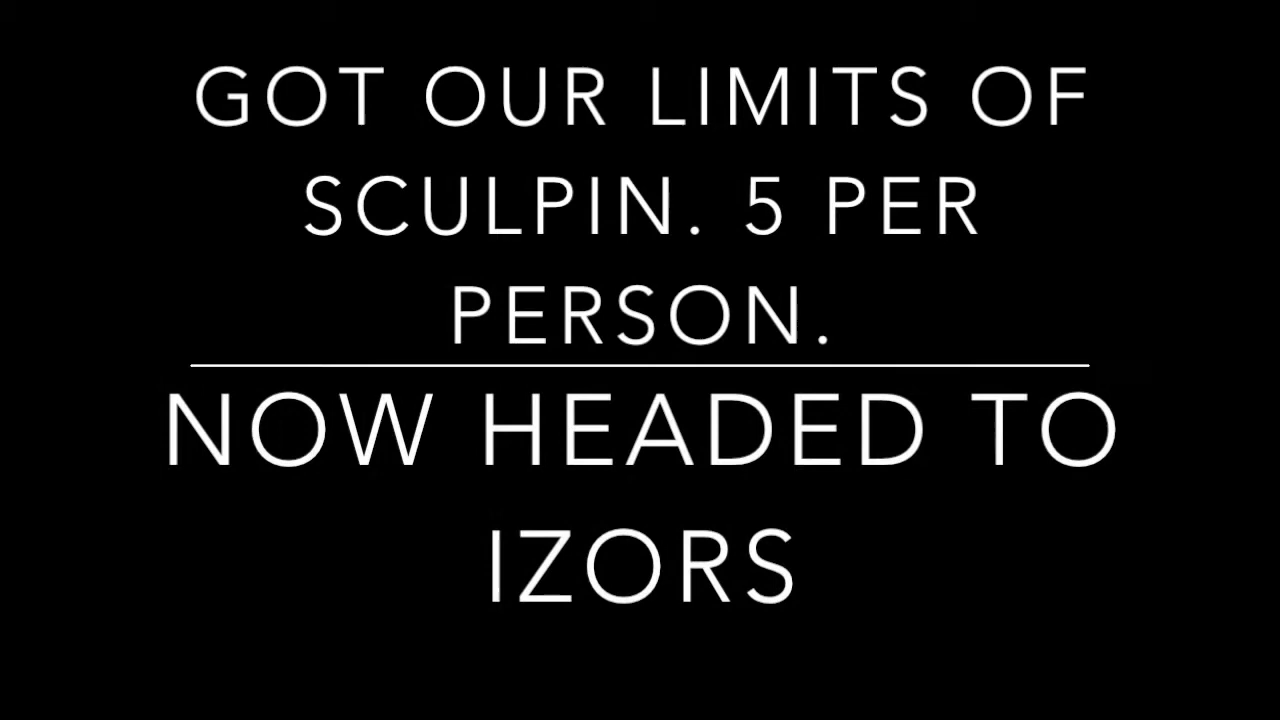 GOT OUR LIMITS OF
SCULPIN. 5 PER
PERSON.
NOW HEADED TO
IZORS